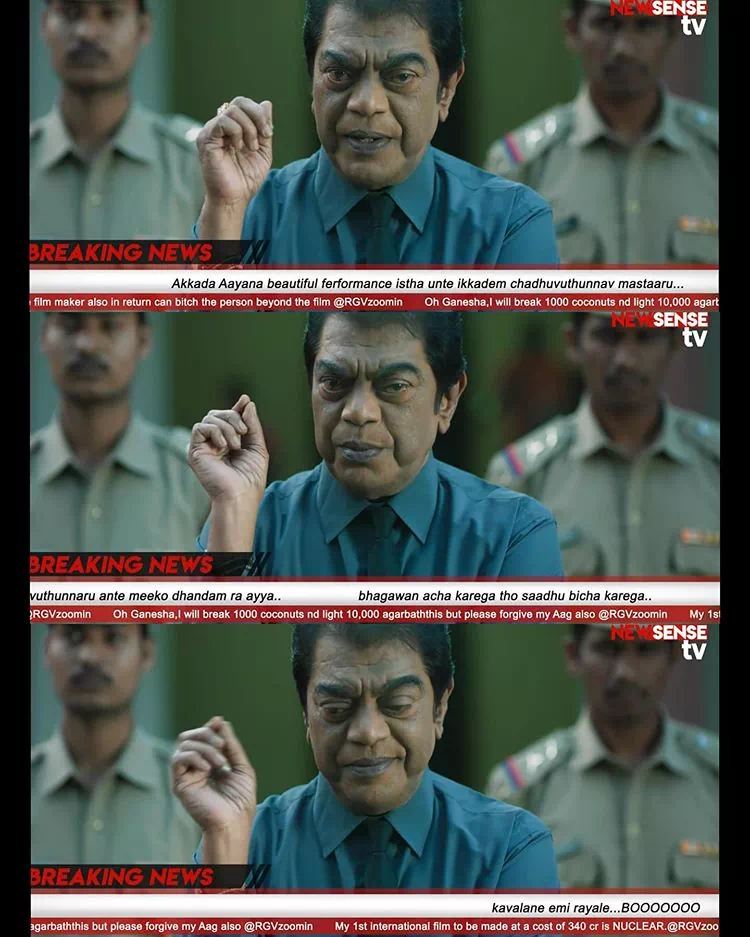 NEWSENSE
tv
BREAKING NEWS
Akkada Aayana beautiful ferformance istha unte ikkadem chadhuvuthunnav mastaaru...
film maker also in return can bitch the person beyond the film @RGVzoomin Oh Ganesha,I will break 1000 coconuts nd light 10,000 agarb
NEWSENSE
tv
BREAKING NEWS
vuthunnaru ante meeko dhandam ra ayya.. bhagawan acha karega tho saadhu bicha karega..
@RGVzoomin Oh Ganesha,I will break 1000 coconuts nd light 10,000 agarbaththis but please forgive my Aag also @RGVzoomin My 1st
NEWSENSE
tv
BREAKING NEWS
kavalane emi rayale...BOOOOOOO
agarbaththis but please forgive my Aag also @RGVzoomin My 1st international film to be made at a cost of 340 cr is NUCLEAR.@RGVzoo